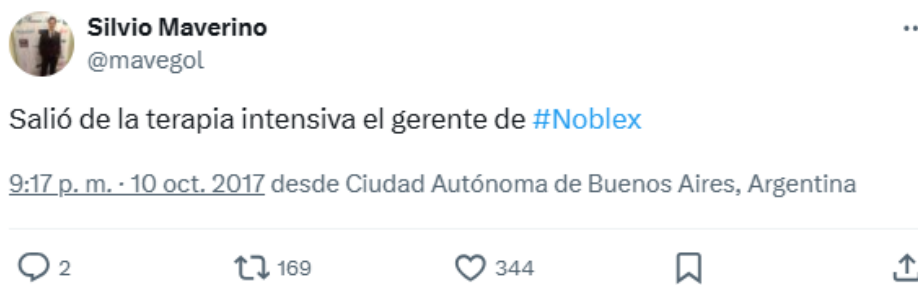 Silvio Maverino
@mavegol
Salió de la terapia intensiva el gerente de #Noblex
9:17 p. m. · 10 oct. 2017 desde Ciudad Autónoma de Buenos Aires, Argentina
2 169 344